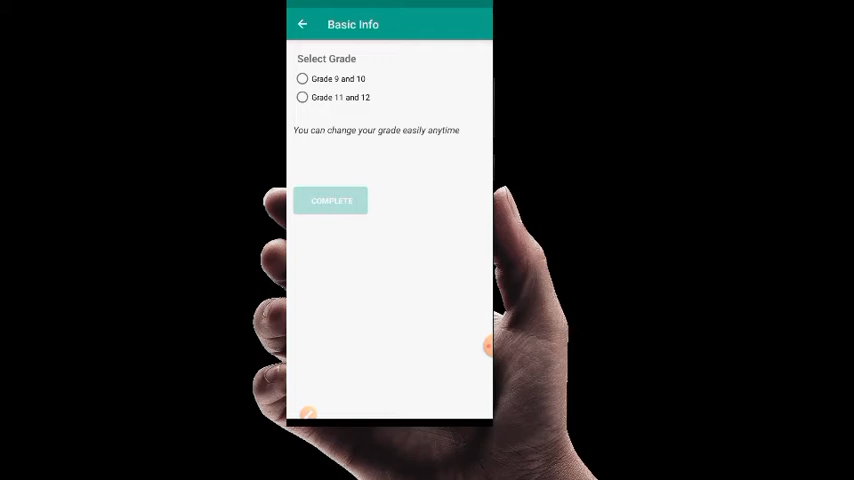 Basic Info
Select Grade
Grade 9 and 10
Grade 11 and 12
You can change your grade easily anytime
COMPLETE